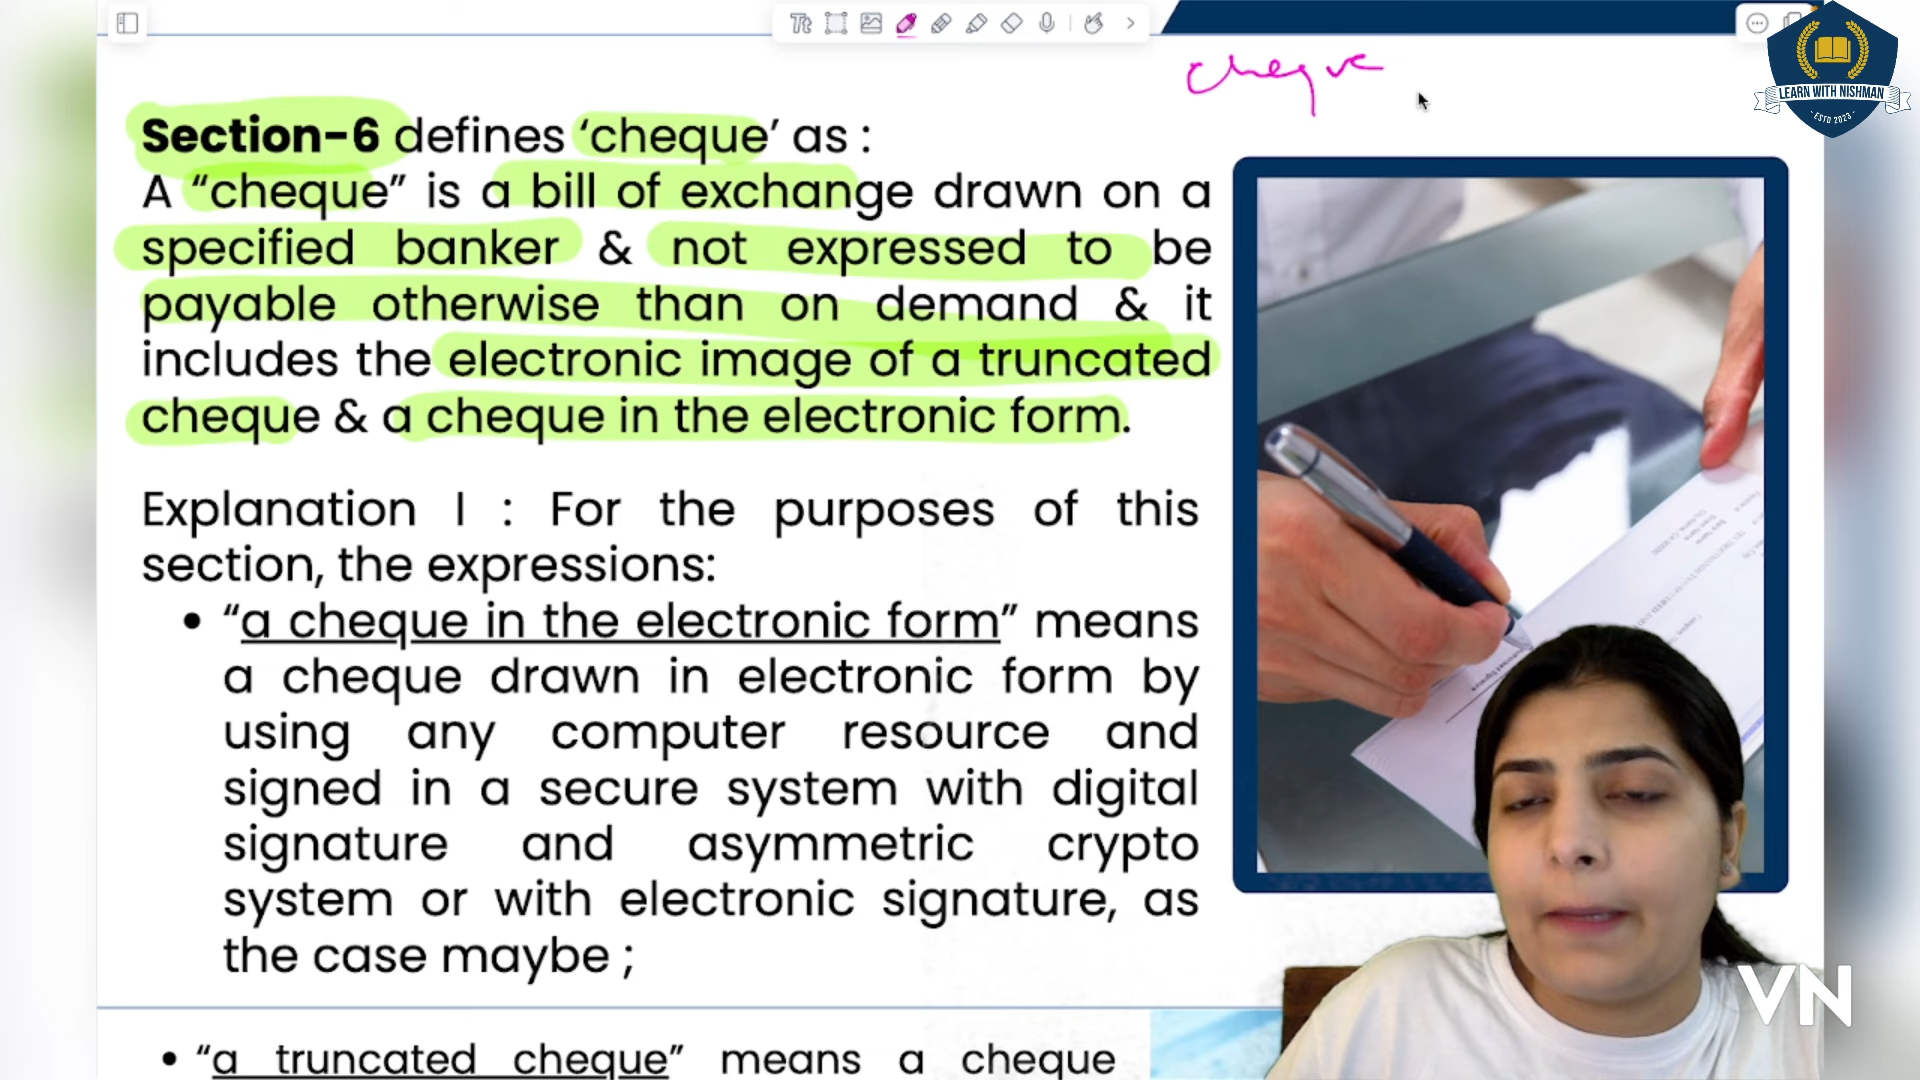 cheque
LEARN WITH NISHMAN
ESTD 2023
Section-6 defines ‘cheque’ as :
A “cheque” is a bill of exchange drawn on a
specified banker & not expressed to be
payable otherwise than on demand & it
includes the electronic image of a truncated
cheque & a cheque in the electronic form.
Explanation I : For the purposes of this
section, the expressions:
• “a cheque in the electronic form” means
a cheque drawn in electronic form by
using any computer resource and
signed in a secure system with digital
signature and asymmetric crypto
system or with electronic signature, as
the case maybe ;
• “a truncated cheque” means a cheque
VN